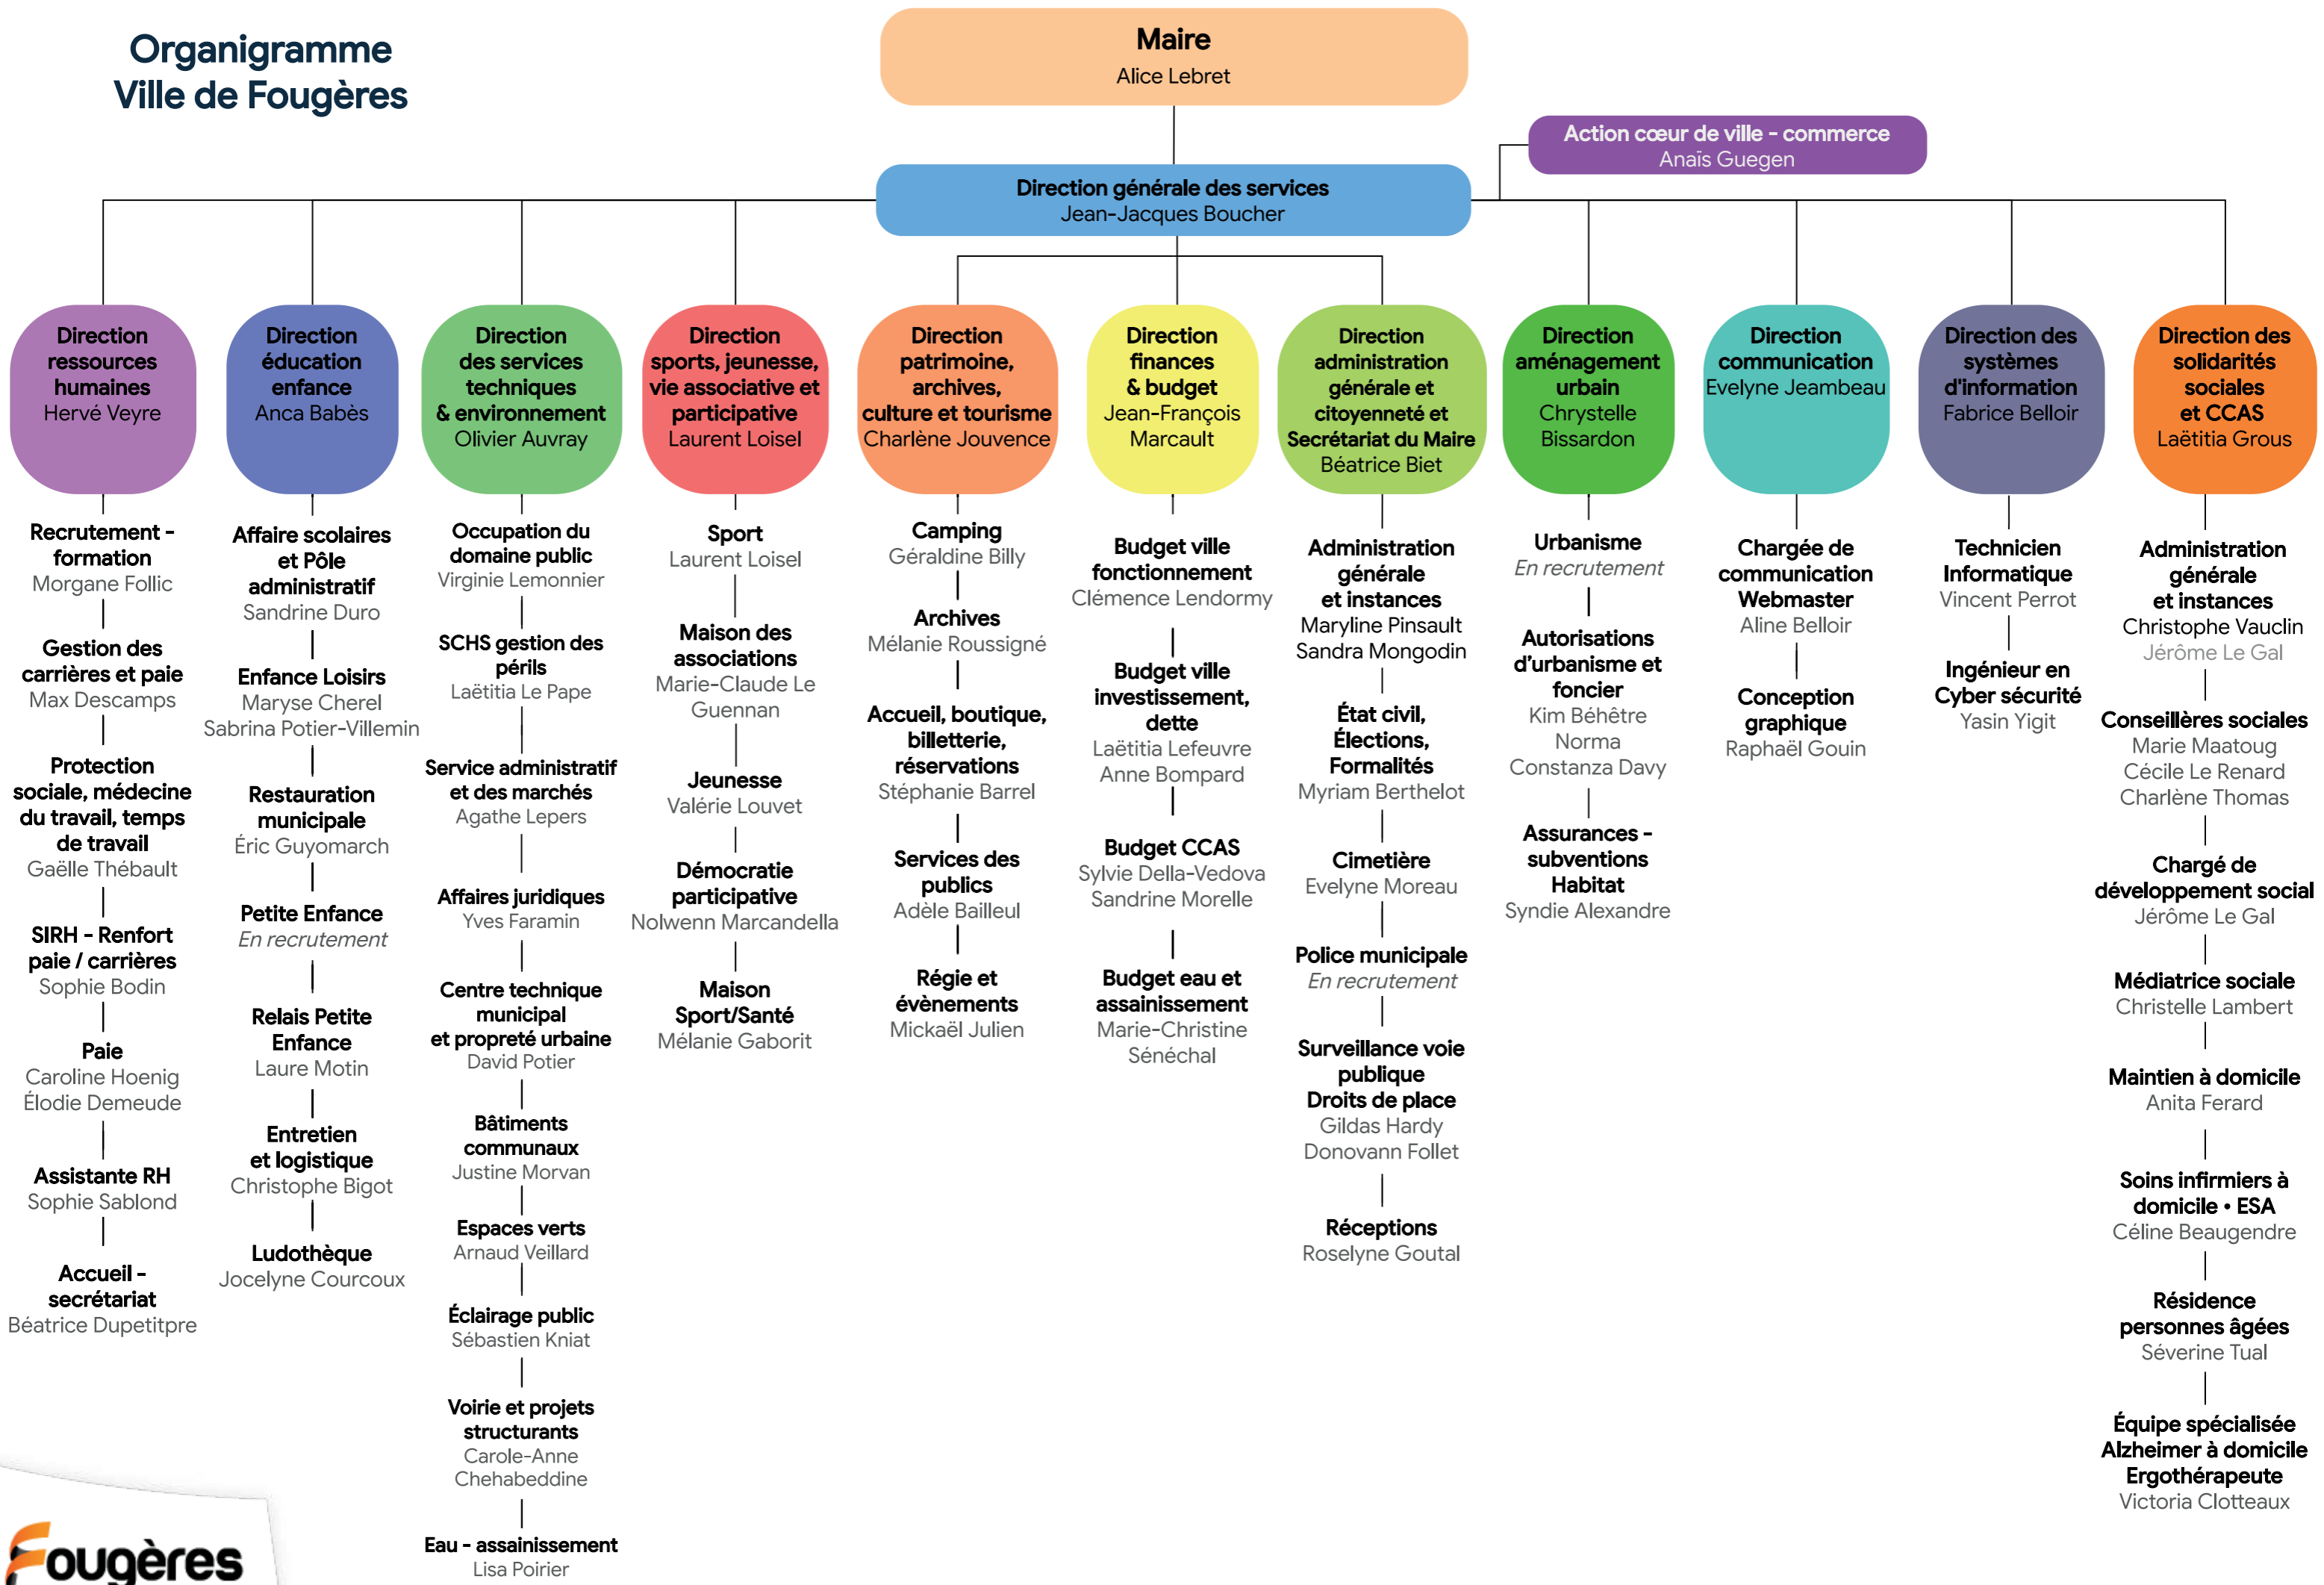 Organigramme
Ville de Fougères
Maire
Alice Lebret
Action cœur de ville - commerce
Anaïs Guegen
Direction générale des services
Jean-Jacques Boucher
Direction
ressources
humaines
Hervé Veyre
Recrutement -
formation
Morgane Follic
Gestion des
carrières et paie
Max Descamps
Protection
sociale, médecine
du travail, temps
de travail
Gaëlle Thébault
SIRH - Renfort
paie / carrières
Sophie Bodin
Paie
Caroline Hoenig
Élodie Demeude
Assistante RH
Sophie Sablond
Accueil -
secrétariat
Béatrice Dupetitpre
Direction
éducation
enfance
Anca Babès
Affaire scolaires
et Pôle
administratif
Sandrine Duro
Enfance Loisirs
Maryse Cherel
Sabrina Potier-Villemin
Restauration
municipale
Éric Guyomarch
Petite Enfance
En recrutement
Relais Petite
Enfance
Laure Motin
Entretien
et logistique
Christophe Bigot
Ludothèque
Jocelyne Courcoux
Direction
des services
techniques
& environnement
Olivier Auvray
Occupation du
domaine public
Virginie Lemonnier
SCHS gestion des
périls
Laëtitia Le Pape
Service administratif
et des marchés
Agathe Lepers
Affaires juridiques
Yves Faramin
Centre technique
municipal
et propreté urbaine
David Potier
Bâtiments
communaux
Justine Morvan
Espaces verts
Arnaud Veillard
Éclairage public
Sébastien Kniat
Voirie et projets
structurants
Carole-Anne
Chehabeddine
Eau - assainissement
Lisa Poirier
Direction
sports, jeunesse,
vie associative et
participative
Laurent Loisel
Sport
Laurent Loisel
Maison des
associations
Marie-Claude Le
Guennan
Jeunesse
Valérie Louvet
Démocratie
participative
Nolwenn Marcandella
Maison
Sport/Santé
Mélanie Gaborit
Direction
patrimoine,
archives,
culture et tourisme
Charlène Jouvence
Camping
Géraldine Billy
Archives
Mélanie Roussigné
Accueil, boutique,
billetterie,
réservations
Stéphanie Barrel
Services des
publics
Adèle Bailleul
Régie et
évènements
Mickaël Julien
Direction
finances
& budget
Jean-François
Marcault
Budget ville
fonctionnement
Clémence Lendormy
Budget ville
investissement,
dette
Laëtitia Lefeuvre
Anne Bompard
Budget CCAS
Sylvie Della-Vedova
Sandrine Morelle
Budget eau et
assainissement
Marie-Christine
Sénéchal
Direction
administration
générale et
citoyenneté et
Secrétariat du Maire
Béatrice Biet
Administration
générale
et instances
Maryline Pinsault
Sandra Mongodin
État civil,
Élections,
Formalités
Myriam Berthelot
Cimetière
Evelyne Moreau
Police municipale
En recrutement
Surveillance voie
publique
Droits de place
Gildas Hardy
Donovann Follet
Réceptions
Roselyne Goutal
Direction
aménagement
urbain
Chrystelle
Bissardon
Urbanisme
En recrutement
Autorisations
d’urbanisme et
foncier
Kim Béhêtre
Norma
Constanza Davy
Assurances -
subventions
Habitat
Syndie Alexandre
Direction
communication
Evelyne Jeambeau
Chargée de
communication
Webmaster
Aline Belloir
Conception
graphique
Raphaël Gouin
Direction des
systèmes
d'information
Fabrice Belloir
Technicien
Informatique
Vincent Perrot
Ingénieur en
Cyber sécurité
Yasin Yigit
Direction des
solidarités
sociales
et CCAS
Laëtitia Grous
Administration
générale
et instances
Christophe Vauclin
Jérôme Le Gal
Conseillères sociales
Marie Maatoug
Cécile Le Renard
Charlène Thomas
Chargé de
développement social
Jérôme Le Gal
Médiatrice sociale
Christelle Lambert
Maintien à domicile
Anita Ferard
Soins infirmiers à
domicile • ESA
Céline Beaugendre
Résidence
personnes âgées
Séverine Tual
Équipe spécialisée
Alzheimer à domicile
Ergothérapeute
Victoria Clotteaux
Fougères